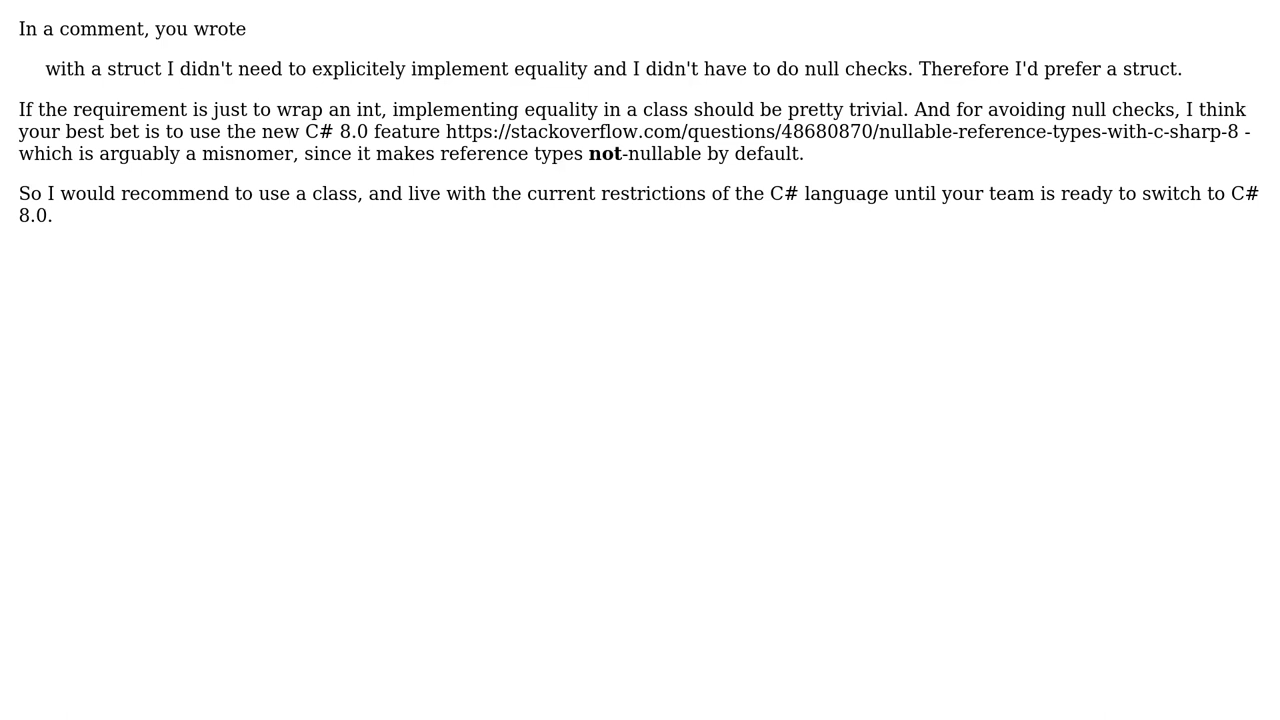 In a comment, you wrote
with a struct I didn't need to explicitely implement equality and I didn't have to do null checks. Therefore I'd prefer a struct.
If the requirement is just to wrap an int, implementing equality in a class should be pretty trivial. And for avoiding null checks, I think
your best bet is to use the new C# 8.0 feature https://stackoverflow.com/questions/48680870/nullable-reference-types-with-c-sharp-8 -
which is arguably a misnomer, since it makes reference types not-nullable by default.
So I would recommend to use a class, and live with the current restrictions of the C# language until your team is ready to switch to C#
8.0.